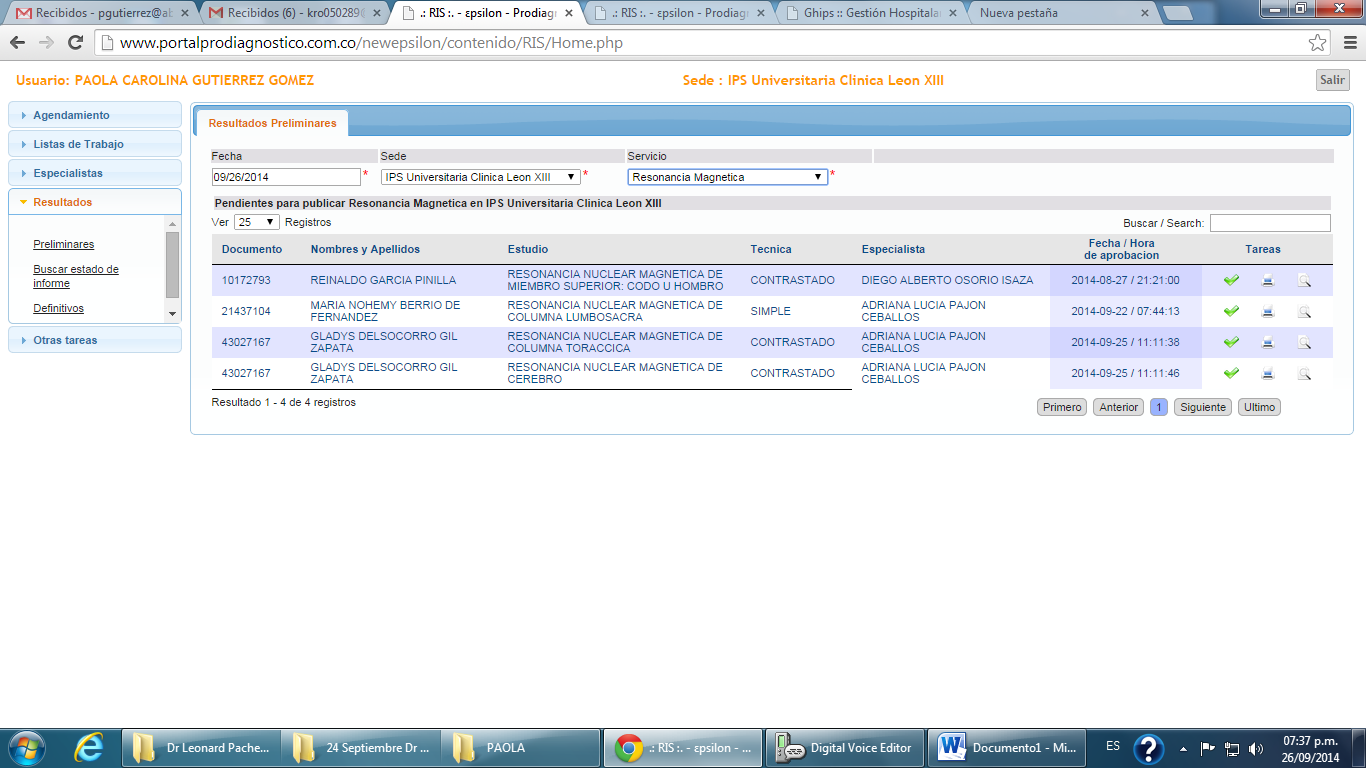 Recibidos - pgutierrez@ab
Recibidos (6) - kro050289@
.: RIS :. - εpsilon - Prodiagn
.: RIS :. - εpsilon - Prodiagn
Ghips :: Gestión Hospitala
Nueva pestaña
www.portalprodiagnostico.com.co/newepsilon/contenido/RIS/Home.php
Usuario: PAOLA CAROLINA GUTIERREZ GOMEZ
Sede : IPS Universitaria Clinica Leon XIII
Salir
Agendamiento
Listas de Trabajo
Especialistas
Resultados
Preliminares
Buscar estado de
informe
Definitivos
Otras tareas
Resultados Preliminares
Fecha Sede Servicio
09/26/2014 * IPS Universitaria Clinica Leon XIII * Resonancia Magnetica *
Pendientes para publicar Resonancia Magnetica en IPS Universitaria Clinica Leon XIII
Ver 25 Registros
Buscar / Search:
Documento Nombres y Apellidos Estudio Tecnica Especialista Fecha / Hora de aprobacion Tareas
10172793 REINALDO GARCIA PINILLA RESONANCIA NUCLEAR MAGNETICA DE MIEMBRO SUPERIOR: CODO U HOMBRO CONTRASTADO DIEGO ALBERTO OSORIO ISAZA 2014-08-27 / 21:21:00
21437104 MARIA NOHEMY BERRIO DE FERNANDEZ RESONANCIA NUCLEAR MAGNETICA DE COLUMNA LUMBOSACRA SIMPLE ADRIANA LUCIA PAJON CEBALLOS 2014-09-22 / 07:44:13
43027167 GLADYS DELSOCORRO GIL ZAPATA RESONANCIA NUCLEAR MAGNETICA DE COLUMNA TORACCICA CONTRASTADO ADRIANA LUCIA PAJON CEBALLOS 2014-09-25 / 11:11:38
43027167 GLADYS DELSOCORRO GIL ZAPATA RESONANCIA NUCLEAR MAGNETICA DE CEREBRO CONTRASTADO ADRIANA LUCIA PAJON CEBALLOS 2014-09-25 / 11:11:46
Resultado 1 - 4 de 4 registros
Primero Anterior 1 Siguiente Ultimo
Dr Leonard Pache...
24 Septiembre Dr ...
PAOLA
.: RIS :. - εpsilon - ...
Digital Voice Editor
Documento1 - Mi...
ES
07:37 p.m.
26/09/2014